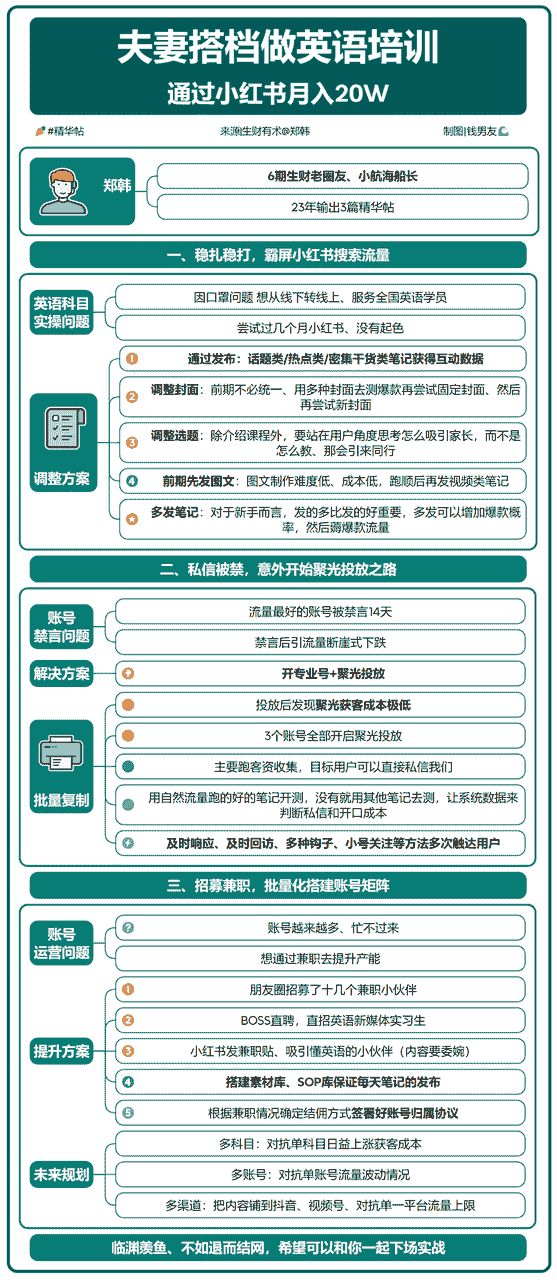 夫妻搭档做英语培训
通过小红书月入20W
#精华帖
来源|生财有术@郑韩
制图|钱男友
郑韩
6期生财老圈友、小航海船长
23年输出3篇精华帖
一、稳扎稳打，霸屏小红书搜索流量
英语科目
实操问题
因口罩问题 想从线下转线上、服务全国英语学员
尝试过几个月小红书、没有起色
调整方案
1 通过发布：话题类/热点类/密集干货类笔记获得互动数据
2 调整封面：前期不必统一、用多种封面去测爆款再尝试固定封面、然后
再尝试新封面
3 调整选题：除介绍课程外，要站在用户角度思考怎么吸引家长，而不是
怎么教、那会引来同行
4 前期先发图文：图文制作难度低、成本低，跑顺后再发视频类笔记
多发笔记：对于新手而言，发的多比发的好重要，多发可以增加爆款概
率，然后薅爆款流量
二、私信被禁，意外开始聚光投放之路
账号
禁言问题
流量最好的账号被禁言14天
禁言后引流量断崖式下跌
解决方案
开专业号+聚光投放
批量复制
投放后发现聚光获客成本极低
3个账号全部开启聚光投放
主要跑客资收集，目标用户可以直接私信我们
用自然流量跑的好的笔记开测，没有就用其他笔记去测，让系统数据来
判断私信和开口成本
及时响应、及时回访、多种钩子、小号关注等方法多次触达用户
三、招募兼职，批量化搭建账号矩阵
账号
运营问题
? 账号越来越多、忙不过来
想通过兼职去提升产能
提升方案
1 朋友圈招募了十几个兼职小伙伴
2 BOSS直聘，直招英语新媒体实习生
3 小红书发兼职贴、吸引懂英语的小伙伴（内容要委婉）
4 搭建素材库、SOP库保证每天笔记的发布
5 根据兼职情况确定结佣方式签署好账号归属协议
未来规划
多科目：对抗单科目日益上涨获客成本
多账号：对抗单账号流量波动情况
多渠道：把内容铺到抖音、视频号、对抗单一平台流量上限
临渊羡鱼、不如退而结网，希望可以和你一起下场实战